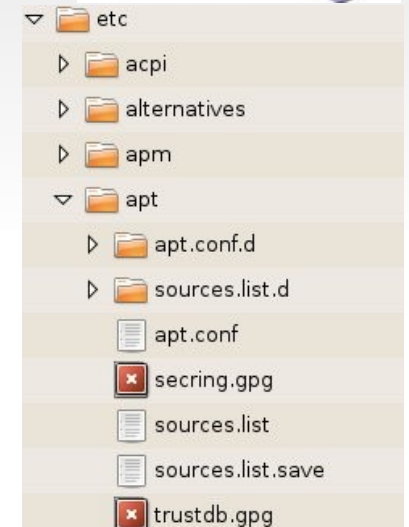 etc
acpi
alternatives
apm
apt
apt.conf.d
sources.list.d
apt.conf
secring.gpg
sources.list
sources.list.save
trustdb.gpg